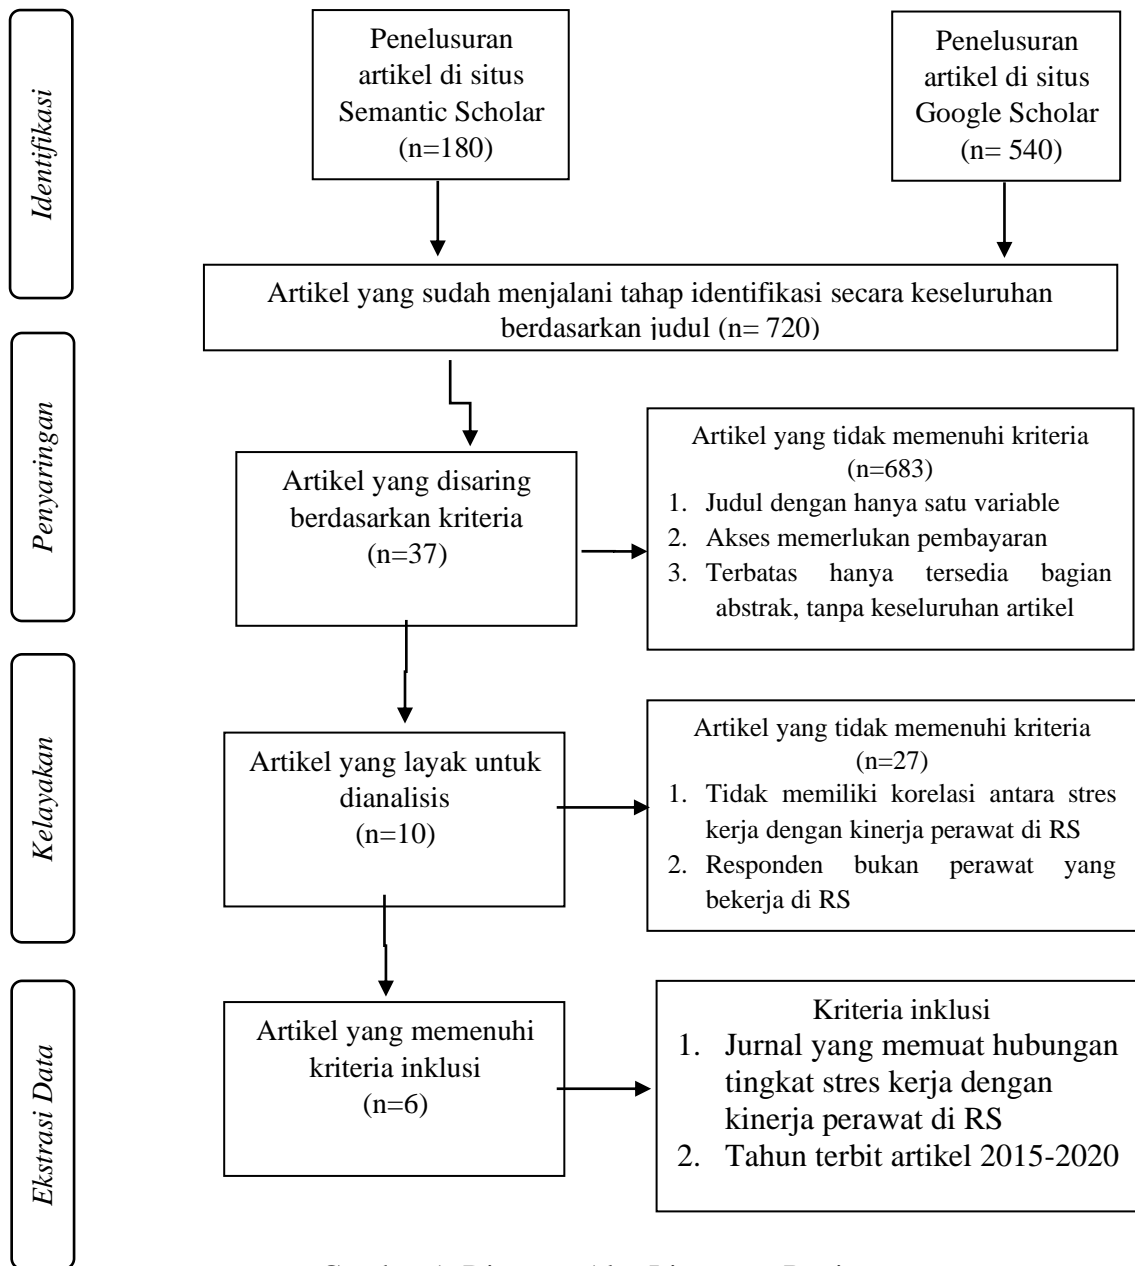 Identifikasi
Penelusuran
artikel di situs
Semantic Scholar
(n=180)
Penelusuran
artikel di situs
Google Scholar
(n= 540)
Artikel yang sudah menjalani tahap identifikasi secara keseluruhan
berdasarkan judul (n= 720)
Penyaringan
Artikel yang disaring
berdasarkan kriteria
(n=37)
Artikel yang tidak memenuhi kriteria
(n=683)
1. Judul dengan hanya satu variable
2. Akses memerlukan pembayaran
3. Terbatas hanya tersedia bagian
abstrak, tanpa keseluruhan artikel
Kelayakan
Artikel yang layak untuk
dianalisis
(n=10)
Artikel yang tidak memenuhi kriteria
(n=27)
1. Tidak memiliki korelasi antara stres
kerja dengan kinerja perawat di RS
2. Responden bukan perawat yang
bekerja di RS
Ekstrasi Data
Artikel yang memenuhi
kriteria inklusi
(n=6)
Kriteria inklusi
1. Jurnal yang memuat hubungan
tingkat stres kerja dengan
kinerja perawat di RS
2. Tahun terbit artikel 2015-2020